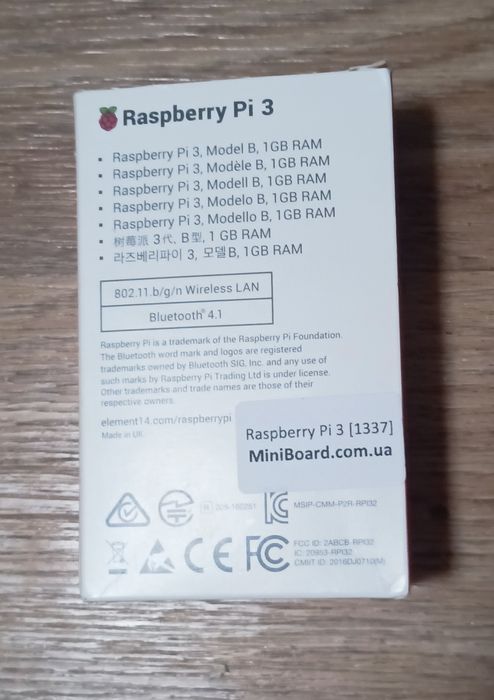 Raspberry Pi 3
Raspberry Pi 3, Model B, 1GB RAM
Raspberry Pi 3, Modèle B, 1GB RAM
Raspberry Pi 3, Modell B, 1GB RAM
Raspberry Pi 3, Modelo B, 1GB RAM
Raspberry Pi 3, Modello B, 1GB RAM
树莓派 3代, B型, 1 GB RAM
라즈베리파이 3, 모델B, 1GB RAM
802.11.b/g/n Wireless LAN
Bluetooth® 4.1
Raspberry Pi is a trademark of the Raspberry Pi Foundation.
The Bluetooth word mark and logos are registered
trademarks owned by Bluetooth SIG, Inc. and any use of
such marks by Raspberry Pi Trading Ltd is under license.
Other trademarks and trade names are those of their
respective owners.
element14.com/raspberrypi
Made in UK
Raspberry Pi 3 [1337]
MiniBoard.com.ua
R
MSIP-CMM-P2R-RPI32
CE FC
FCC ID: 2ABCB-RPI32
IC: 20953-RPI32
CMIIT ID: 2016DJ0710(M)